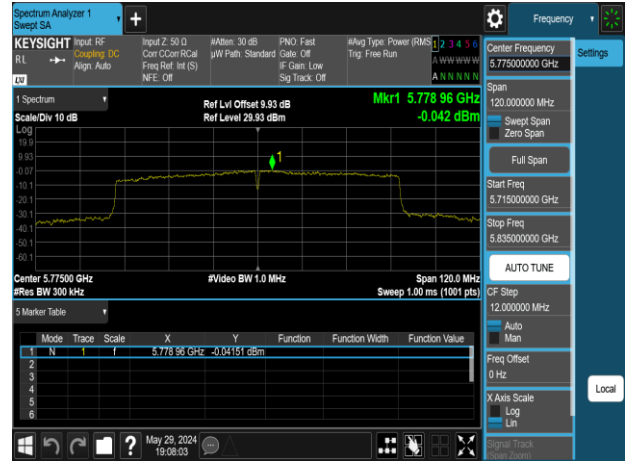 Spectrum Analyzer 1
Swept SA
+
Frequency
KEYSIGHT
RL
LXI
Input: RF
Coupling: DC
Align: Auto
Input Z: 50 Ω
Corr CCorr RCal
Freq Ref: Int (S)
NFE: Off
#Atten: 30 dB
µW Path: Standard
PNO: Fast
Gate: Off
IF Gain: Low
Sig Track: Off
#Avg Type: Power (RMS
Trig: Free Run
1 2 3 4 5 6
A W W W W W
A N N N N N
1 Spectrum
Scale/Div 10 dB
Ref Lvl Offset 9.93 dB
Ref Level 29.93 dBm
Mkr1 5.778 96 GHz
-0.042 dBm
Log
19.9
9.93
-0.07
-10.1
-20.1
-30.1
-40.1
-50.1
-60.1
1
Center 5.77500 GHz
#Video BW 1.0 MHz
Span 120.0 MHz
#Res BW 300 kHz
Sweep 1.00 ms (1001 pts)
5 Marker Table
Mode Trace Scale X Y Function Function Width Function Value
1 N 1 f 5.778 96 GHz -0.04151 dBm
2
3
4
5
6
?
May 29, 2024
19:08:03
Center Frequency
5.775000000 GHz
Span
120.000000 MHz
Swept Span
Zero Span
Full Span
Start Freq
5.715000000 GHz
Stop Freq
5.835000000 GHz
AUTO TUNE
CF Step
12.000000 MHz
Auto
Man
Freq Offset
0 Hz
X Axis Scale
Log
Lin
Signal Track
(Span Zoom)
Settings
Local